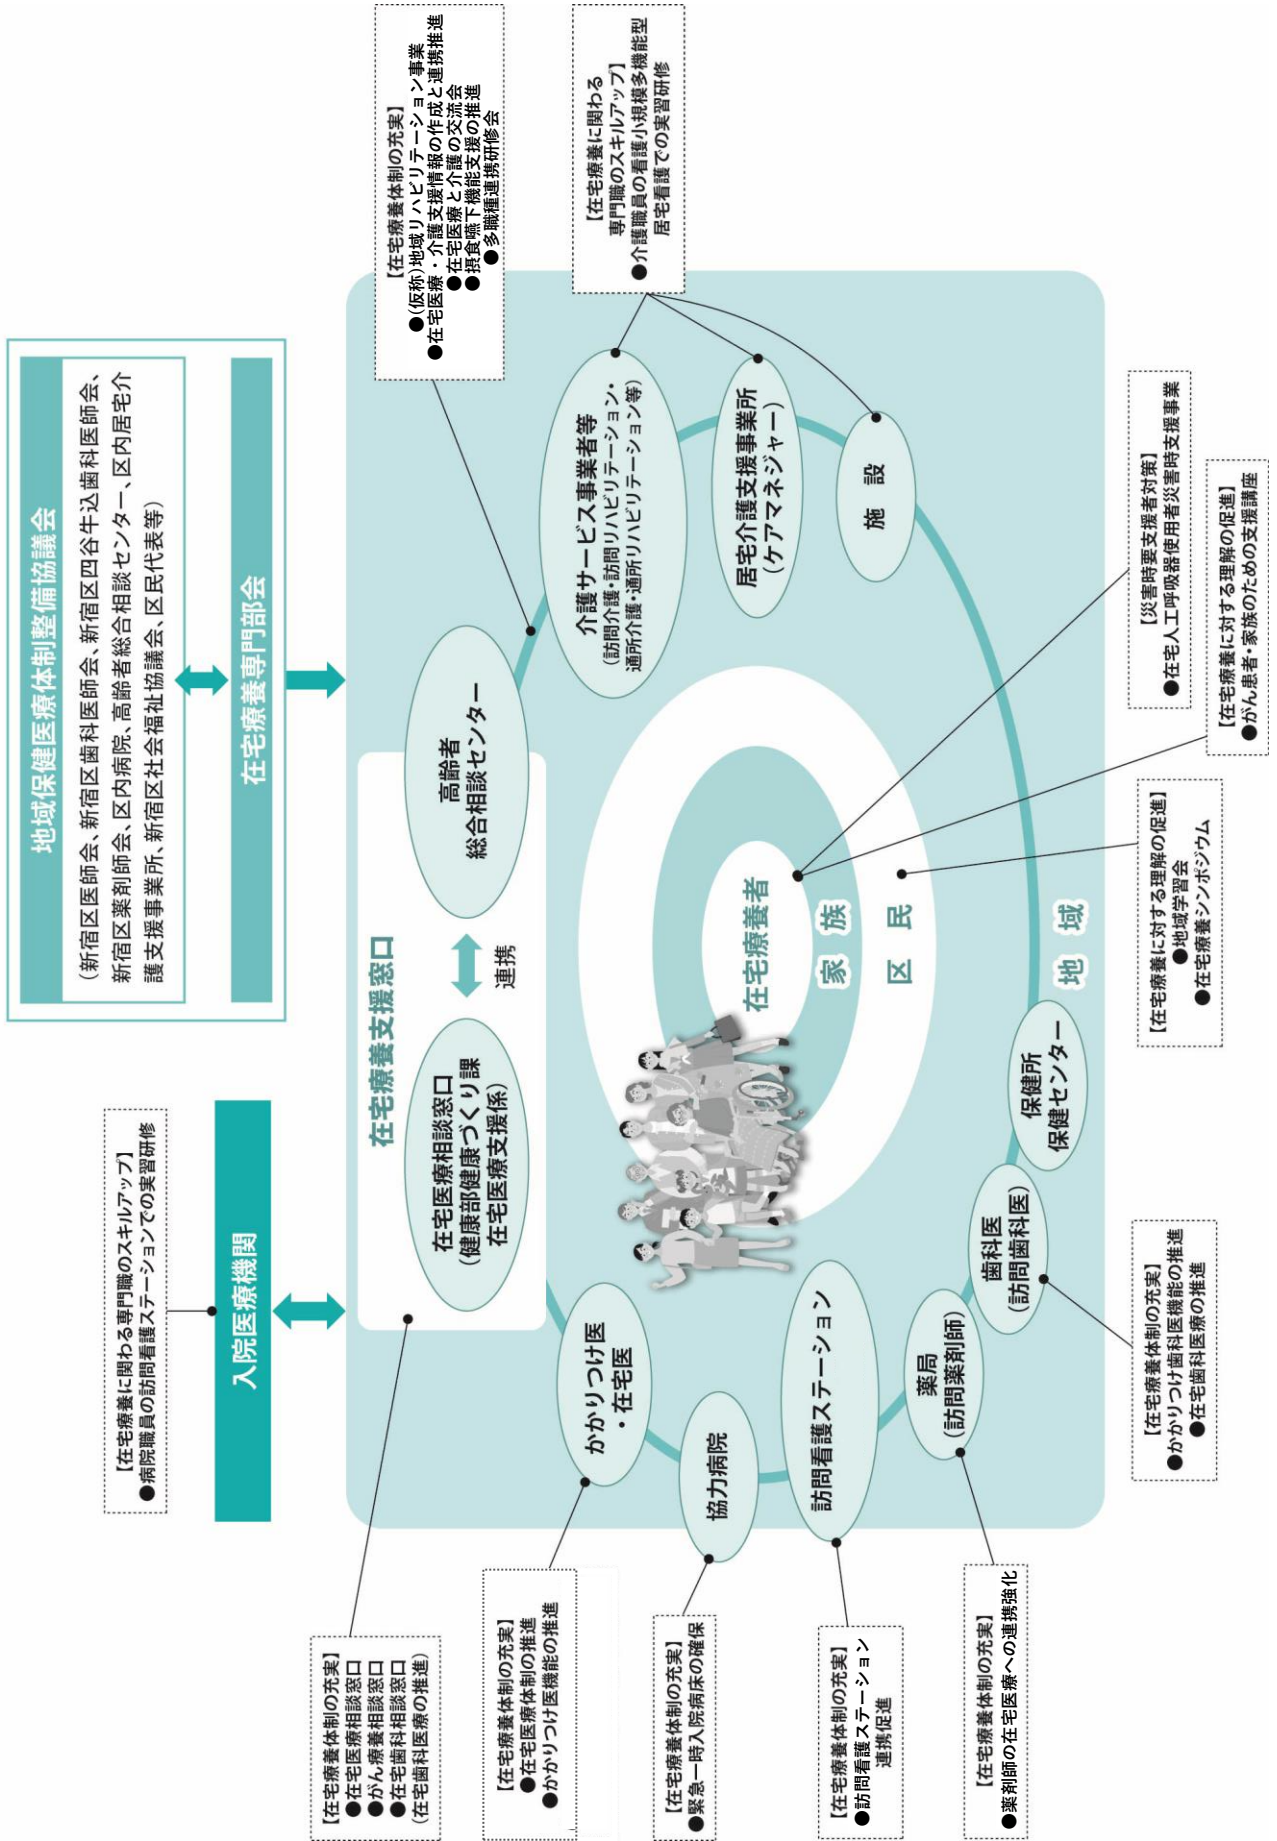 地域保健医療体制整備協議会
(新宿区医師会、新宿区歯科医師会、新宿区四谷牛込歯科医師会、
新宿区薬剤師会、区内病院、高齢者総合相談センター、区内居宅介
護支援事業所、新宿区社会福祉協議会、区民代表等)
在宅療養専門部会
【在宅療養に関わる専門職のスキルアップ】
●病院職員の訪問看護ステーションでの実習研修
入院医療機関
在宅療養支援窓口
在宅医療相談窓口
(健康部健康づくり課
在宅医療支援係)
連携
高齢者
総合相談センター
【在宅療養体制の充実】
●在宅医療相談窓口
●がん療養相談窓口
●在宅歯科相談窓口
(在宅歯科医療の推進)
【在宅療養体制の充実】
●(仮称)地域リハビリテーション事業
●在宅医療・介護支援情報の作成と連携推進
●在宅医療と介護の交流会
●摂食嚥下機能支援の推進
●多職種連携研修会
かかりつけ医
・在宅医
【在宅療養体制の充実】
●在宅医療体制の推進
●かかりつけ医機能の推進
介護サービス事業者等
(訪問介護・訪問リハビリテーション・
通所介護・通所リハビリテーション等)
【在宅療養に関わる
専門職のスキルアップ】
●介護職員の看護小規模多機能型
居宅看護での実習研修
協力病院
【在宅療養体制の充実】
●緊急一時入院病床の確保
居宅介護支援事業所
(ケアマネジャー)
在宅療養者
家族
区民
地域
訪問看護ステーション
【在宅療養体制の充実】
●訪問看護ステーション
連携促進
施設
薬局
(訪問薬剤師)
【在宅療養体制の充実】
●薬剤師の在宅医療への連携強化
歯科医
(訪問歯科医)
【在宅療養体制の充実】
●かかりつけ歯科医機能の推進
●在宅歯科医療の推進
保健所
保健センター
【在宅療養に対する理解の促進】
●地域学習会
●在宅療養シンポジウム
【災害時要支援者対策】
●在宅人工呼吸器使用者災害時支援事業
【在宅療養に対する理解の促進】
●がん患者・家族のための支援講座